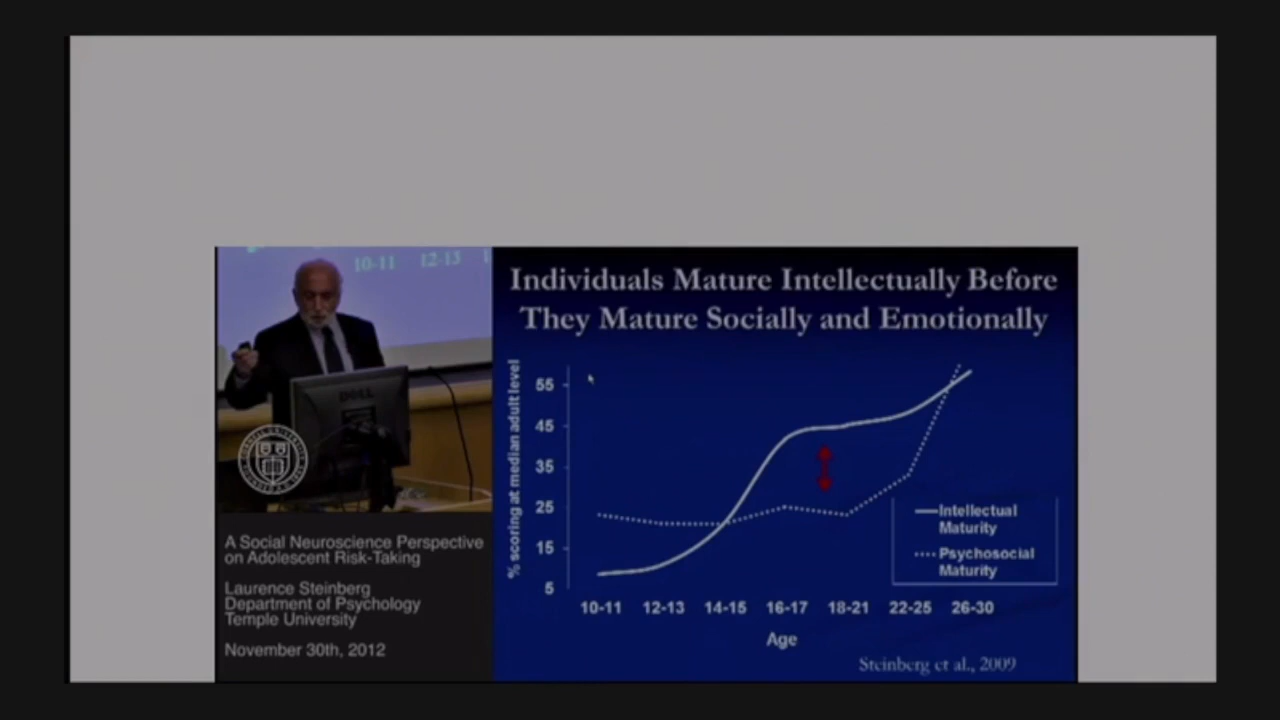 10-11 12-13 1
DELL
A Social Neuroscience Perspective
on Adolescent Risk-Taking
Laurence Steinberg
Department of Psychology
Temple University
November 30th, 2012
Individuals Mature Intellectually Before
They Mature Socially and Emotionally
% scoring at median adult level
55
45
35
25
15
5
Intellectual
Maturity
Psychosocial
Maturity
10-11 12-13 14-15 16-17 18-21 22-25 26-30
Age
Steinberg et al., 2009